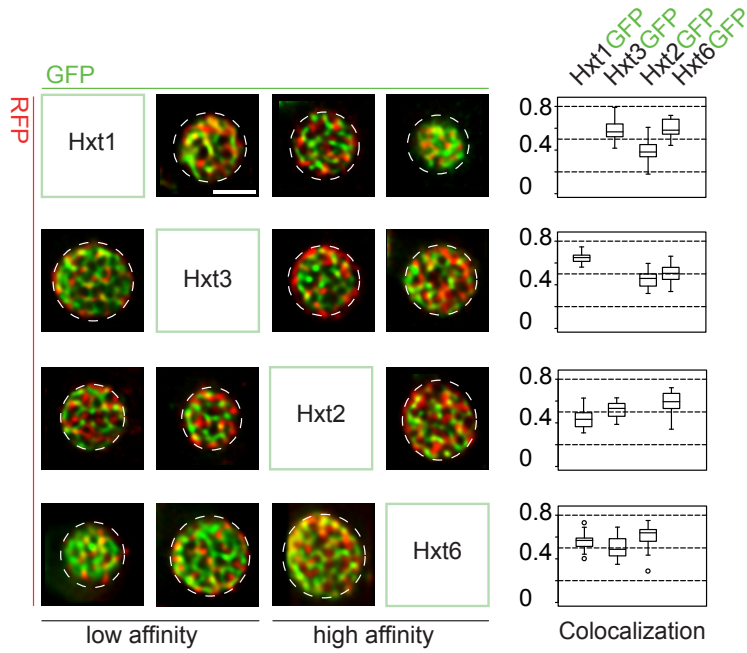 Hxt1GFP
Hxt3GFP
Hxt2GFP
Hxt6GFP
GFP
RFP
Hxt1
0.8
0.4
0
Hxt3
0.8
0.4
0
Hxt2
0.8
0.4
0
Hxt6
0.8
0.4
0
low affinity
high affinity
Colocalization